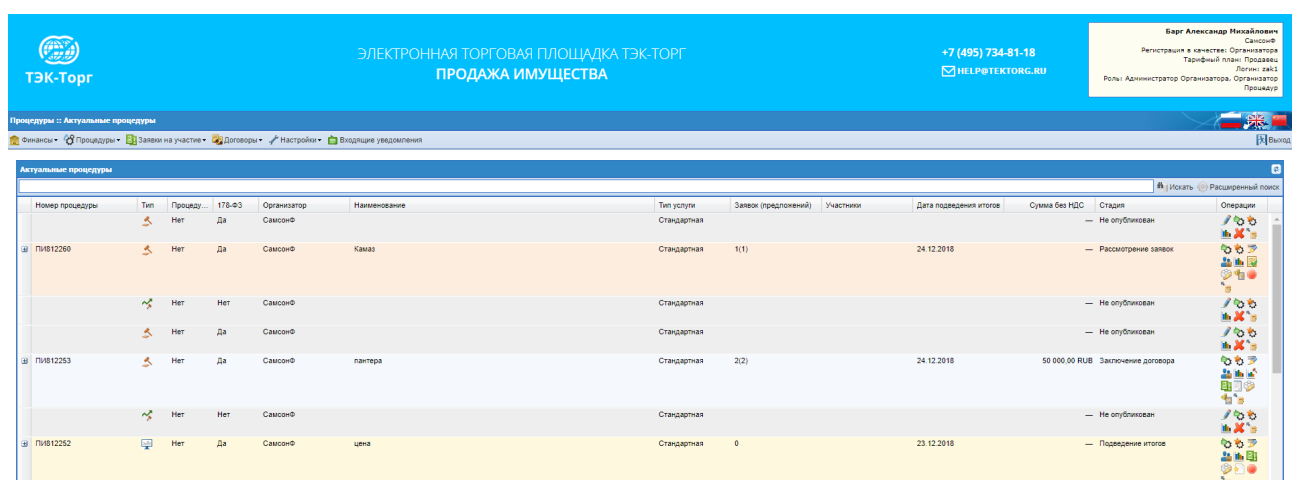 ТЭК-Торг
ЭЛЕКТРОННАЯ ТОРГОВАЯ ПЛОЩАДКА ТЭК-ТОРГ
ПРОДАЖА ИМУЩЕСТВА
+7 (495) 734-81-18
HELP@TEKTORG.RU
Барг Александр Михайлович
СамсонФ
Регистрация в качестве: Организатора
Тарифный план: Продавец
Логин: zak1
Роль: Администратор Организатора, Организатор
Процедур
Процедуры :: Актуальные процедуры
Финансы Процедуры Заявки на участие Договоры Настройки Входящие уведомления Выход
Актуальные процедуры
Искать Расширенный поиск
Номер процедуры Тип Процеду... 178-ФЗ Организатор Наименование Тип услуги Заявок (предложений) Участники Дата подведения итогов Сумма без НДС Стадия Операции
Нет Да СамсонФ Стандартная — Не опубликован
ПИ812260 Нет Да СамсонФ Камаз Стандартная 1(1) 24.12.2018 — Рассмотрение заявок
Нет Нет СамсонФ Стандартная — Не опубликован
Нет Да СамсонФ Стандартная — Не опубликован
ПИ812253 Нет Да СамсонФ пантера Стандартная 2(2) 24.12.2018 50 000,00 RUB Заключение договора
Нет Нет СамсонФ Стандартная — Не опубликован
ПИ812252 Нет Да СамсонФ цена Стандартная 0 23.12.2018 — Подведение итогов